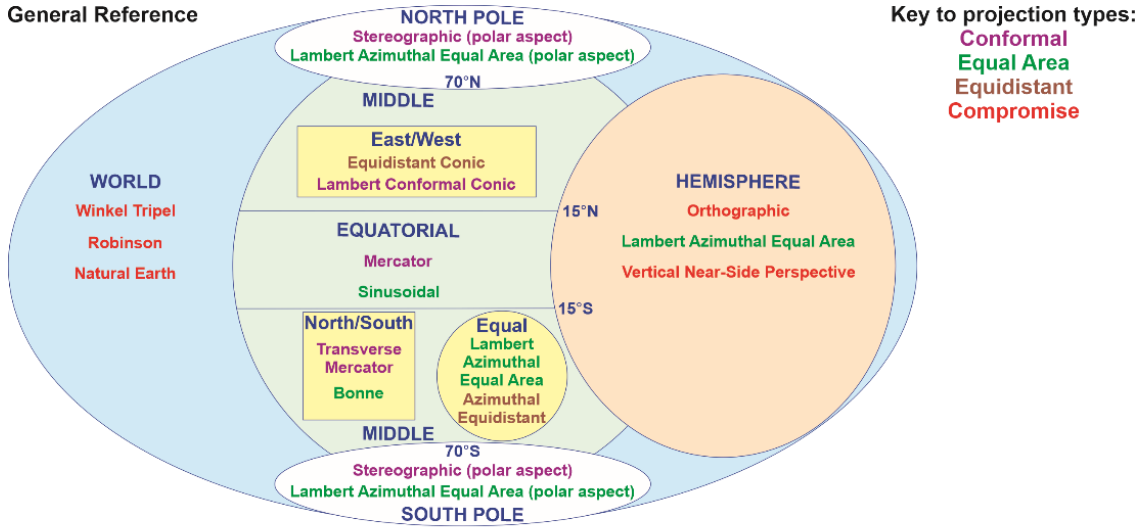 General Reference
Key to projection types:
Conformal
Equal Area
Equidistant
Compromise
NORTH POLE
Stereographic (polar aspect)
Lambert Azimuthal Equal Area (polar aspect)
70°N
MIDDLE
East/West
Equidistant Conic
Lambert Conformal Conic
WORLD
Winkel Tripel
Robinson
Natural Earth
15°N
EQUATORIAL
Mercator
Sinusoidal
15°S
HEMISPHERE
Orthographic
Lambert Azimuthal Equal Area
Vertical Near-Side Perspective
North/South
Transverse
Mercator
Bonne
Equal
Lambert
Azimuthal
Equal Area
Azimuthal
Equidistant
MIDDLE
70°S
Stereographic (polar aspect)
Lambert Azimuthal Equal Area (polar aspect)
SOUTH POLE